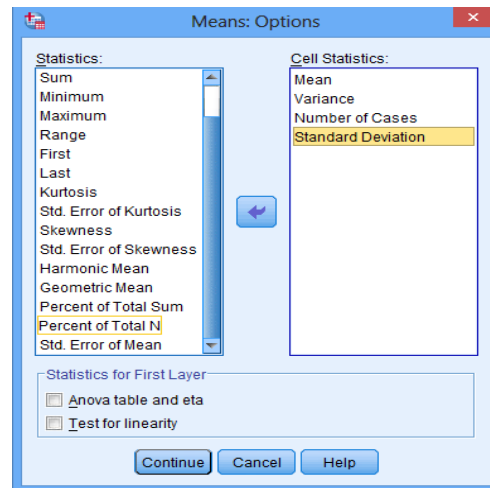 Means: Options
Statistics:
Sum
Minimum
Maximum
Range
First
Last
Kurtosis
Std. Error of Kurtosis
Skewness
Std. Error of Skewness
Harmonic Mean
Geometric Mean
Percent of Total Sum
Percent of Total N
Std. Error of Mean
Cell Statistics:
Mean
Variance
Number of Cases
Standard Deviation
Statistics for First Layer
Anova table and eta
Test for linearity
Continue Cancel Help